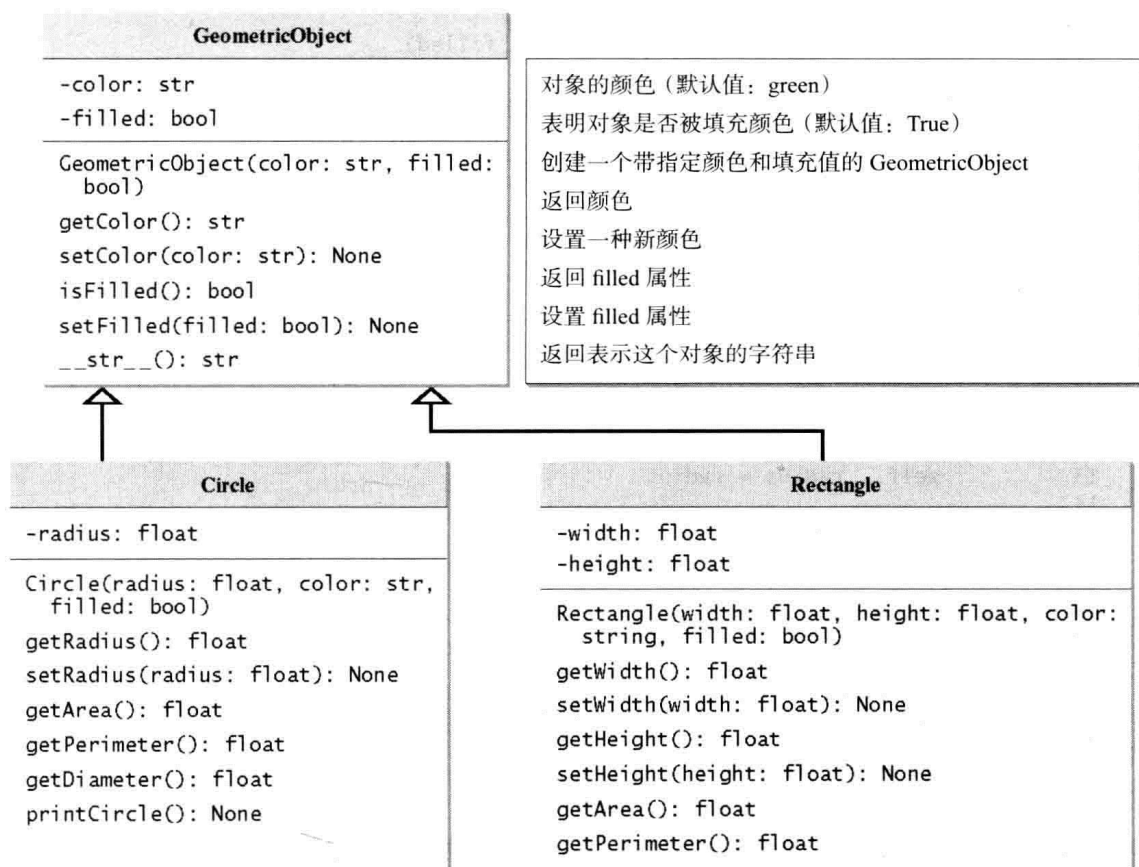 GeometricObject
-color: str
-filled: bool
GeometricObject(color: str, filled:
bool)
getColor(): str
setColor(color: str): None
isFilled(): bool
setFilled(filled: bool): None
__str__(): str
对象的颜色（默认值：green）
表明对象是否被填充颜色（默认值：True）
创建一个带指定颜色和填充值的 GeometricObject
返回颜色
设置一种新颜色
返回 filled 属性
设置 filled 属性
返回表示这个对象的字符串
Circle
-radius: float
Circle(radius: float, color: str,
filled: bool)
getRadius(): float
setRadius(radius: float): None
getArea(): float
getPerimeter(): float
getDiameter(): float
printCircle(): None
Rectangle
-width: float
-height: float
Rectangle(width: float, height: float, color:
string, filled: bool)
getWidth(): float
setWidth(width: float): None
getHeight(): float
setHeight(height: float): None
getArea(): float
getPerimeter(): float